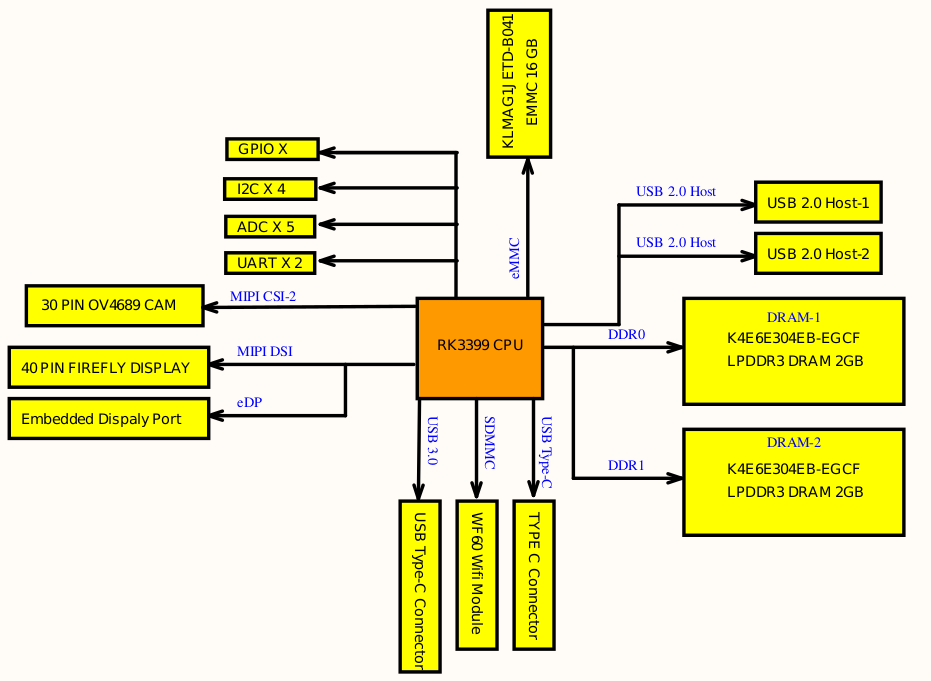 KLMAG1J ETD-B041
EMMC 16 GB
GPIO X
I2C X 4
ADC X 5
UART X 2
eMMC
USB 2.0 Host
USB 2.0 Host-1
USB 2.0 Host
USB 2.0 Host-2
MIPI CSI-2
30 PIN OV4689 CAM
MIPI DSI
40 PIN FIREFLY DISPLAY
eDP
Embedded Dispaly Port
RK3399 CPU
DDR0
DRAM-1
K4E6E304EB-EGCF
LPDDR3 DRAM 2GB
DDR1
DRAM-2
K4E6E304EB-EGCF
LPDDR3 DRAM 2GB
USB 3.0
SDMMC
USB Type-C
USB Type-C Connector
WF60 Wifi Module
TYPE C Connector